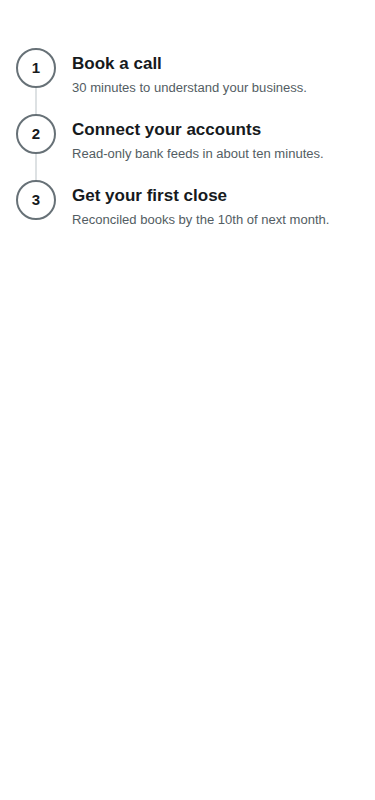 1
Book a call
30 minutes to understand your business.
2
Connect your accounts
Read-only bank feeds in about ten minutes.
3
Get your first close
Reconciled books by the 10th of next month.